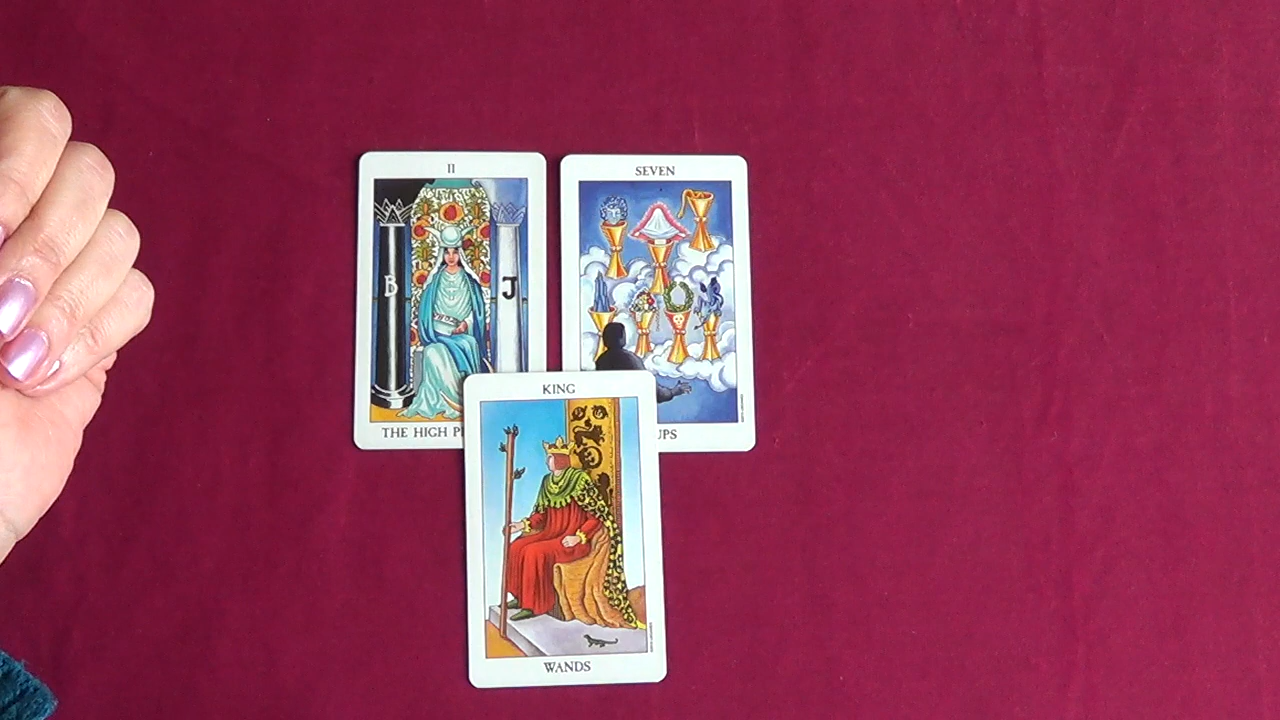 II
SEVEN
B
J
THE HIGH P
UPS
KING
WANDS